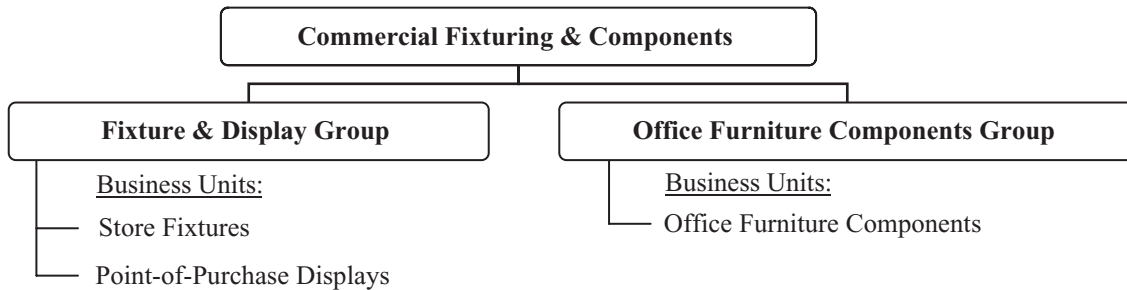 Commercial Fixturing & Components
Fixture & Display Group
Business Units:
Store Fixtures
Point-of-Purchase Displays
Office Furniture Components Group
Business Units:
Office Furniture Components